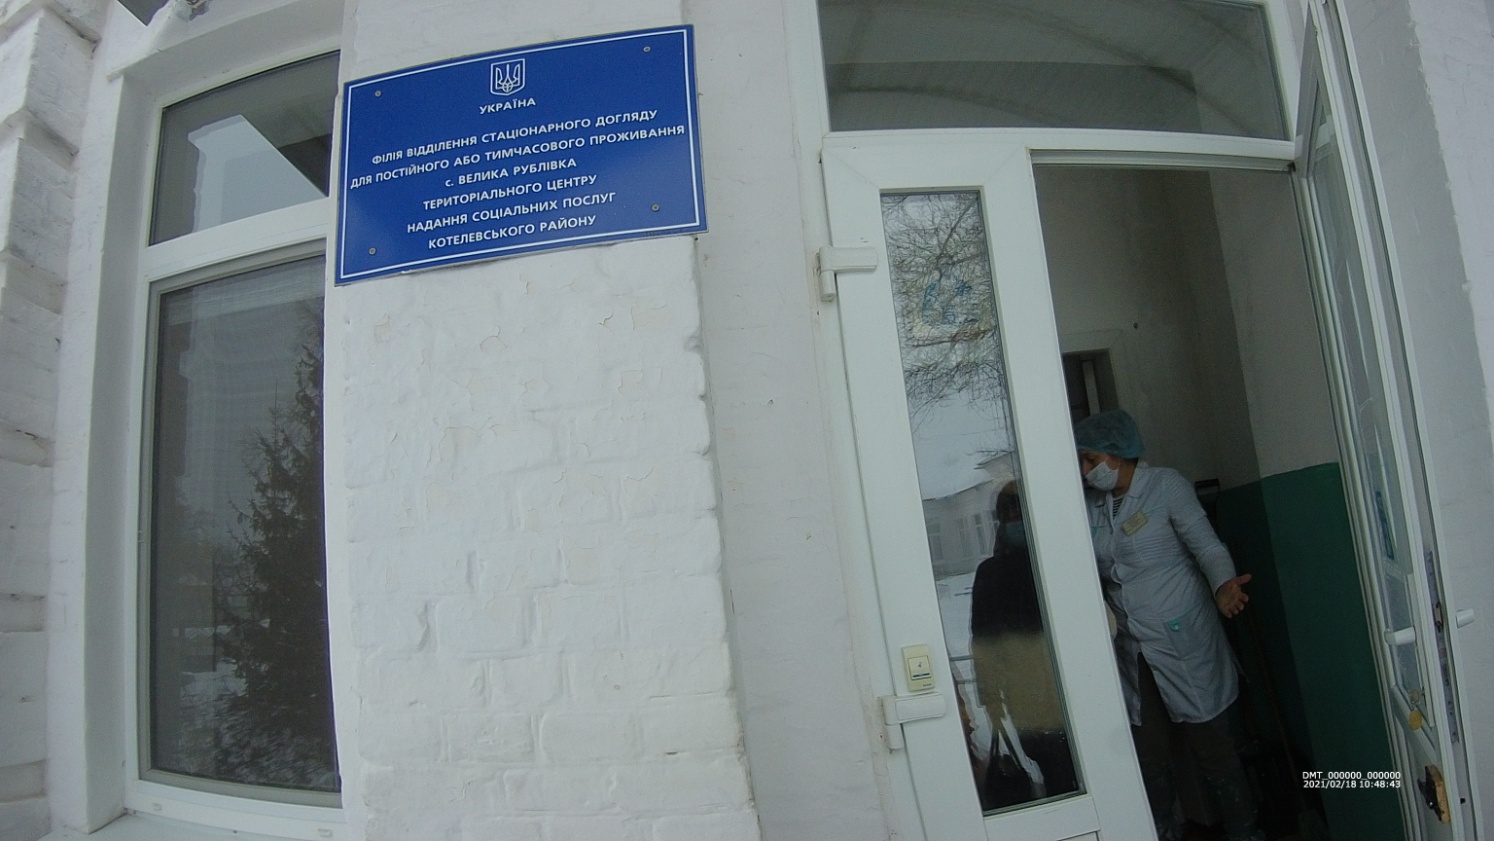 УКРАЇНА
ФІЛІЯ ВІДДІЛЕННЯ СТАЦІОНАРНОГО ДОГЛЯДУ
ДЛЯ ПОСТІЙНОГО АБО ТИМЧАСОВОГО ПРОЖИВАННЯ
с. ВЕЛИКА РУБЛІВКА
ТЕРИТОРІАЛЬНОГО ЦЕНТРУ
НАДАННЯ СОЦІАЛЬНИХ ПОСЛУГ
КОТЕЛЕВСЬКОГО РАЙОНУ
DMT_000000_000000
2021/02/18 10:48:43